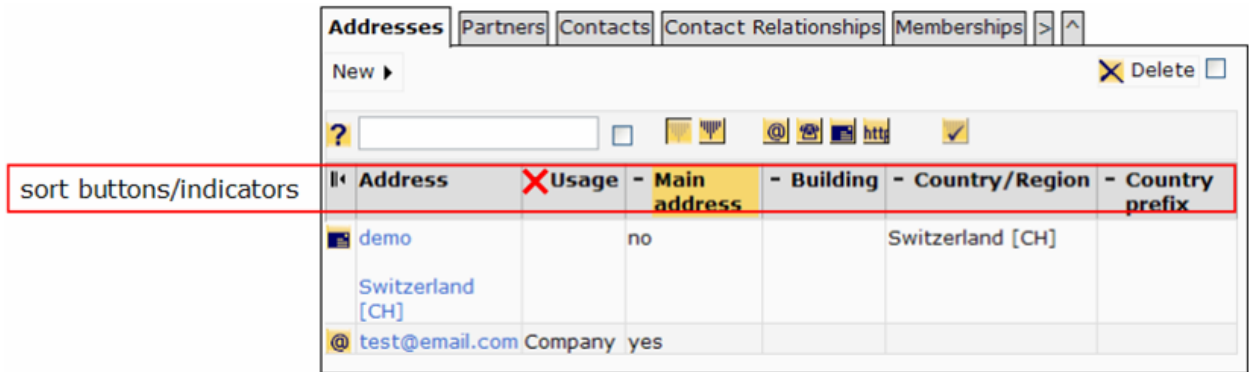 Addresses Partners Contacts Contact Relationships Memberships > ^
New Delete
? @ http
sort buttons/indicators Address Usage - Main address - Building - Country/Region - Country prefix
demo no Switzerland [CH]
Switzerland
[CH]
@ test@email.com Company yes